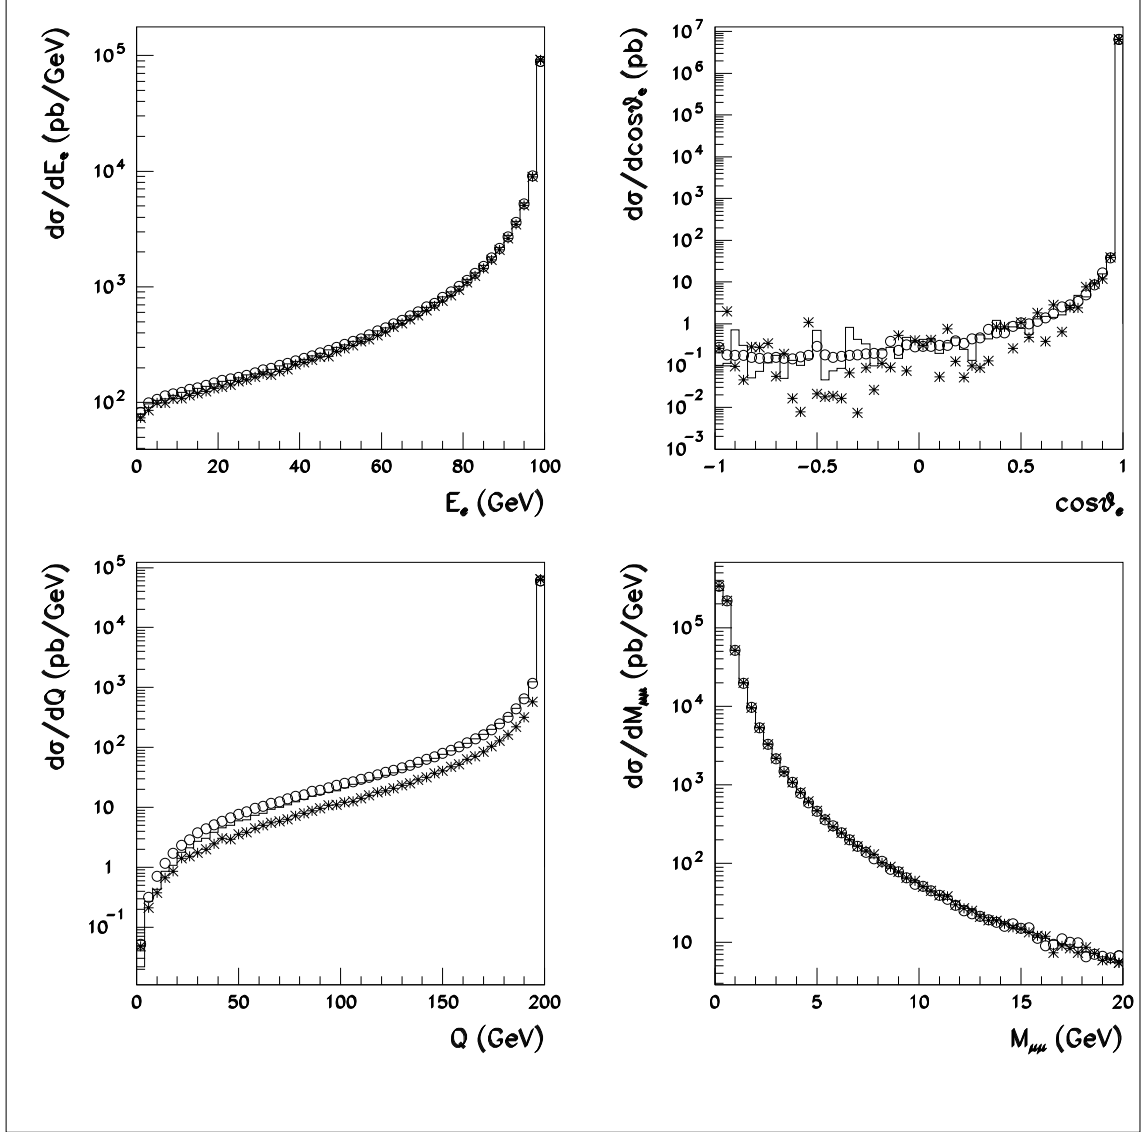 dσ/dE_e (pb/GeV)
10^5
10^4
10^3
10^2
0 20 40 60 80 100
E_e (GeV)
dσ/dcosϑ_e (pb)
10^7
10^6
10^5
10^4
10^3
10^2
10
1
10^-1
10^-2
10^-3
-1 -0.5 0 0.5 1
cosϑ_e
dσ/dQ (pb/GeV)
10^5
10^4
10^3
10^2
10
1
10^-1
0 50 100 150 200
Q (GeV)
dσ/dM_μμ (pb/GeV)
10^5
10^4
10^3
10^2
10
0 5 10 15 20
M_μμ (GeV)